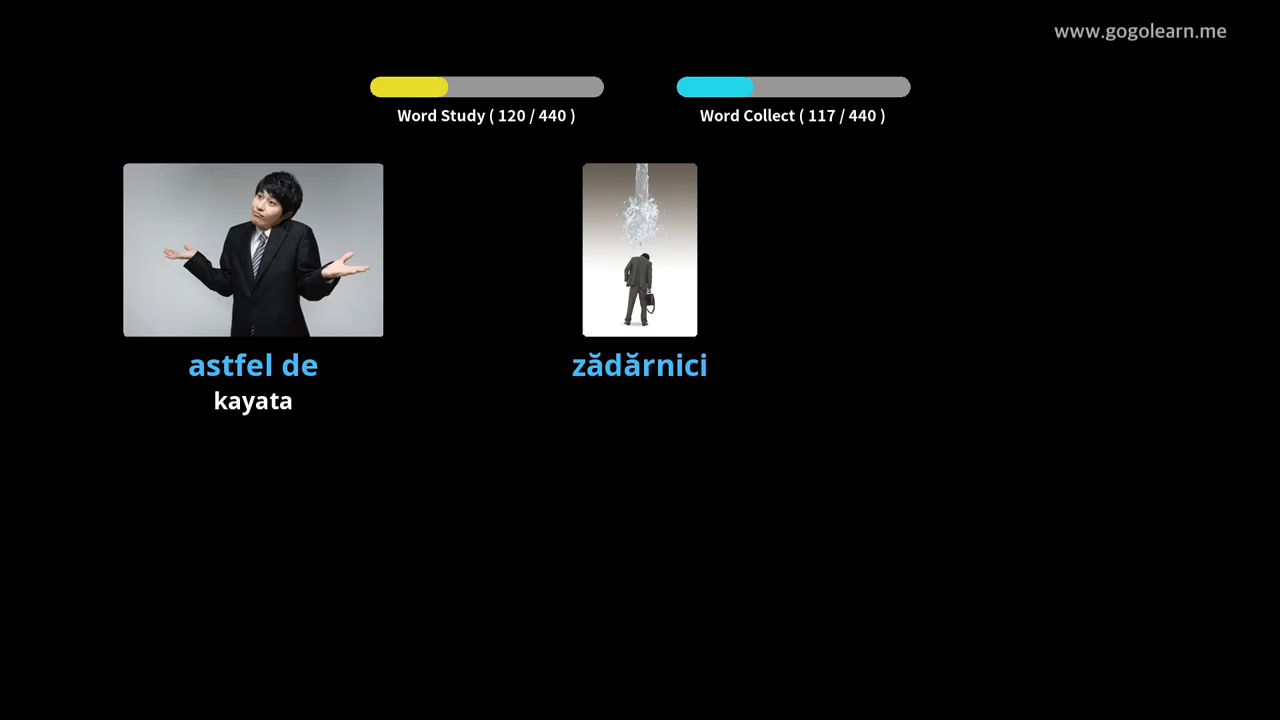 www.gogolearn.me
Word Study ( 120 / 440 )
Word Collect ( 117 / 440 )
astfel de
kayata
zădărnici